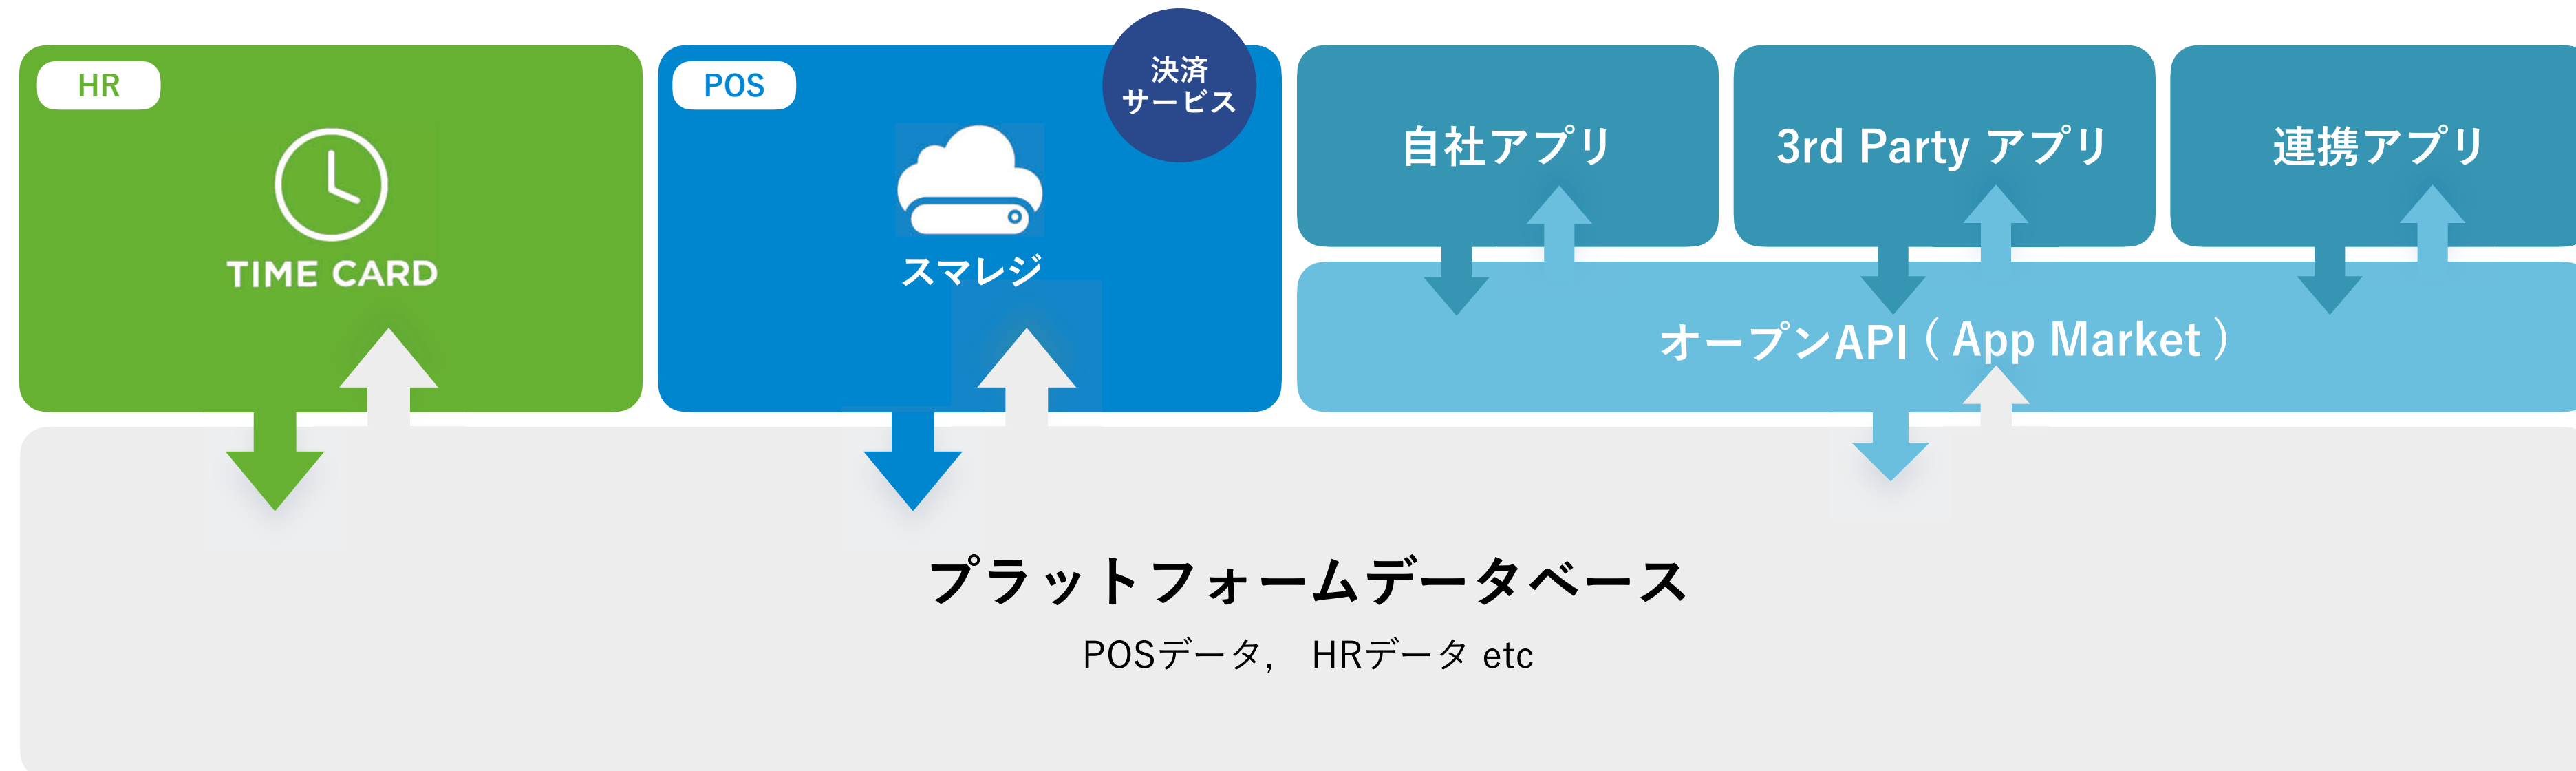 HR
TIME CARD
POS
決済
サービス
スマレジ
自社アプリ
3rd Party アプリ
連携アプリ
オープンAPI ( App Market )
プラットフォームデータベース
POSデータ,　HRデータ etc